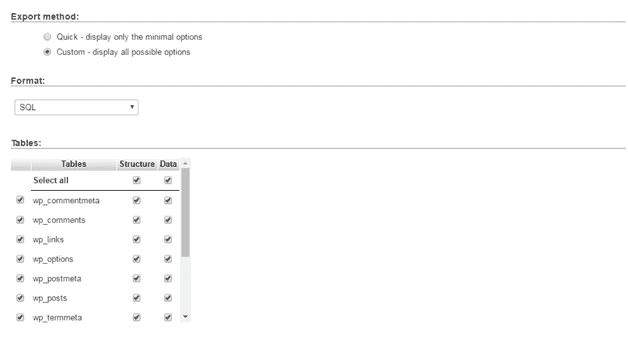 Export method:
Quick - display only the minimal options
Custom - display all possible options
Format:
SQL
Tables:
Tables Structure Data
Select all
wp_commentmeta
wp_comments
wp_links
wp_options
wp_postmeta
wp_posts
wp_termmeta